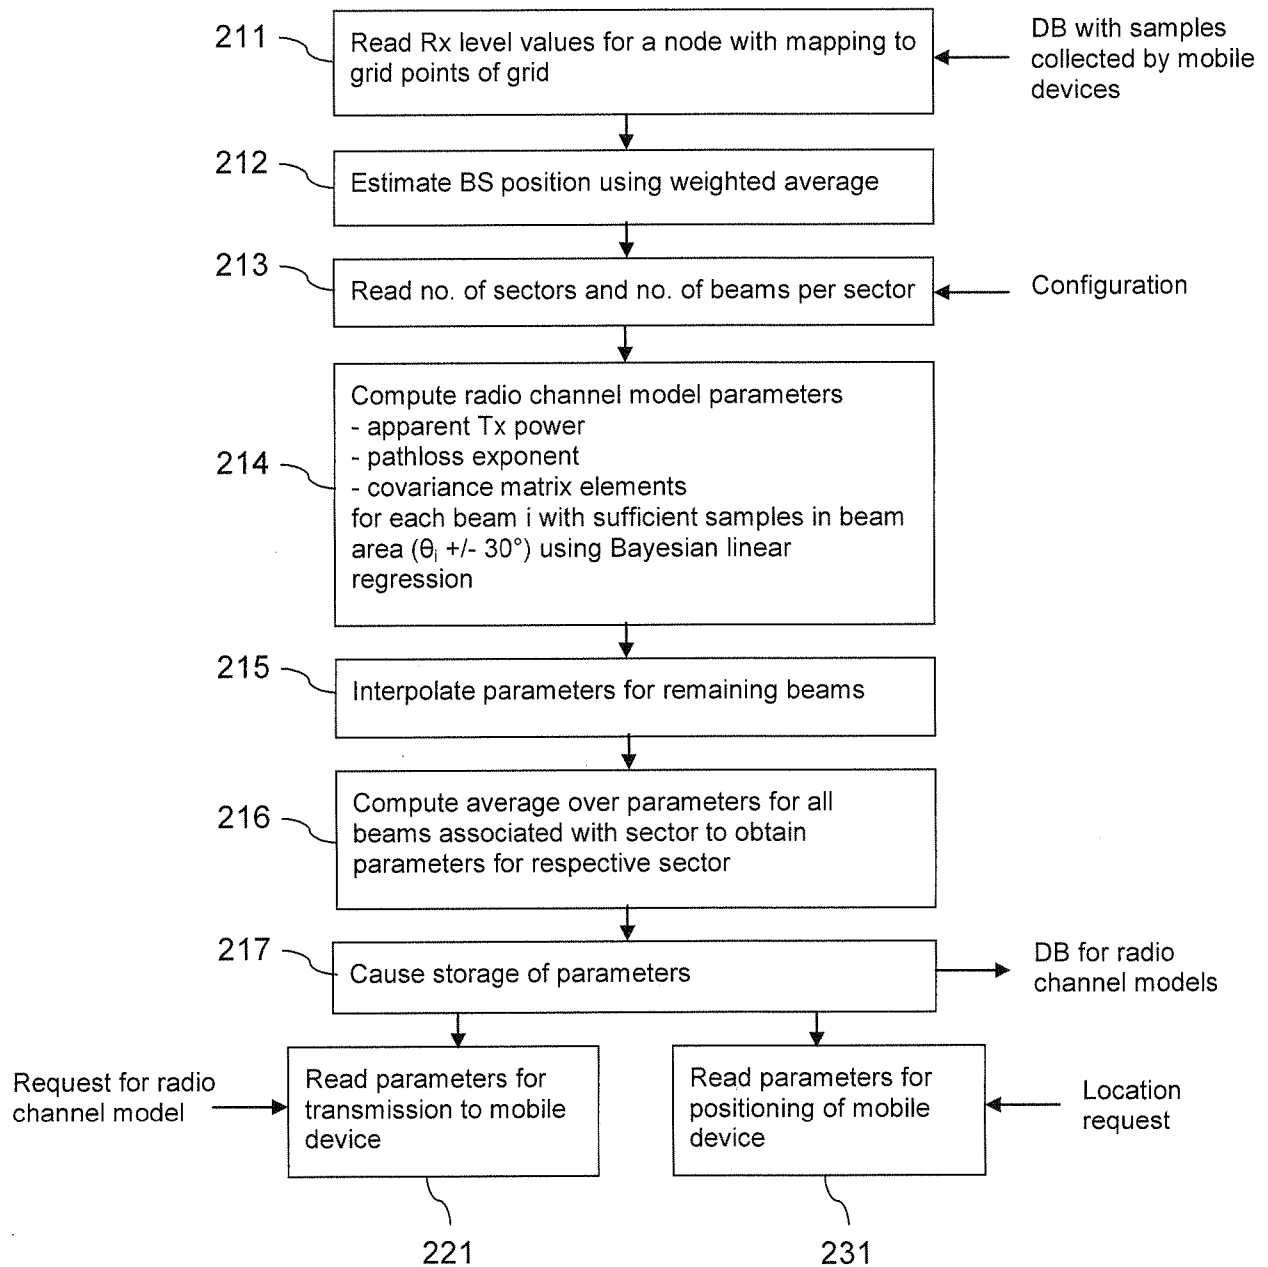 211
Read Rx level values for a node with mapping to
grid points of grid
DB with samples
collected by mobile
devices
212
Estimate BS position using weighted average
213
Read no. of sectors and no. of beams per sector
Configuration
214
Compute radio channel model parameters
- apparent Tx power
- pathloss exponent
- covariance matrix elements
for each beam i with sufficient samples in beam
area (θi +/- 30°) using Bayesian linear
regression
215
Interpolate parameters for remaining beams
216
Compute average over parameters for all
beams associated with sector to obtain
parameters for respective sector
217
Cause storage of parameters
DB for radio
channel models
Request for radio
channel model
Read parameters for
transmission to mobile
device
Read parameters for
positioning of mobile
device
Location
request
221
231